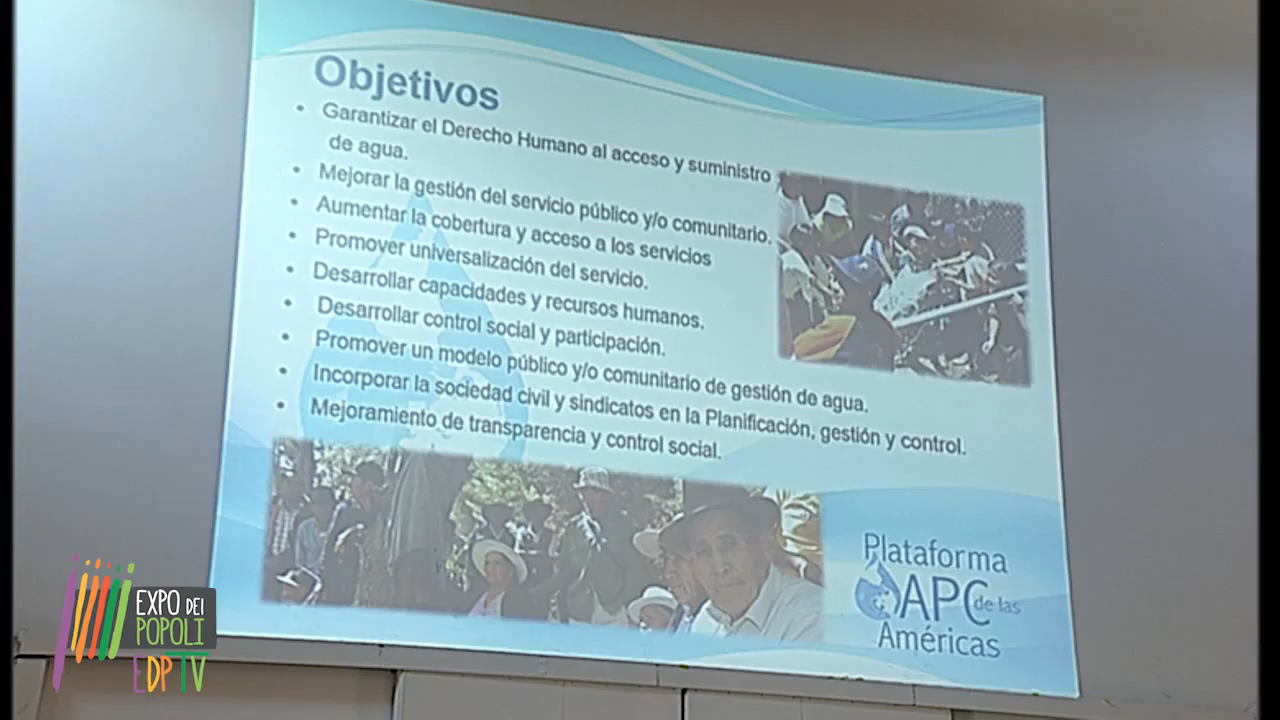 Objetivos
• Garantizar el Derecho Humano al acceso y suministro
de agua.
• Mejorar la gestión del servicio público y/o comunitario.
• Aumentar la cobertura y acceso a los servicios
• Promover universalización del servicio.
• Desarrollar capacidades y recursos humanos.
• Desarrollar control social y participación.
• Promover un modelo público y/o comunitario de gestión de agua.
• Incorporar la sociedad civil y sindicatos en la Planificación, gestión y control.
• Mejoramiento de transparencia y control social.
Plataforma
APC de las
Américas
EXPO DEI
POPOLI
EDPTV